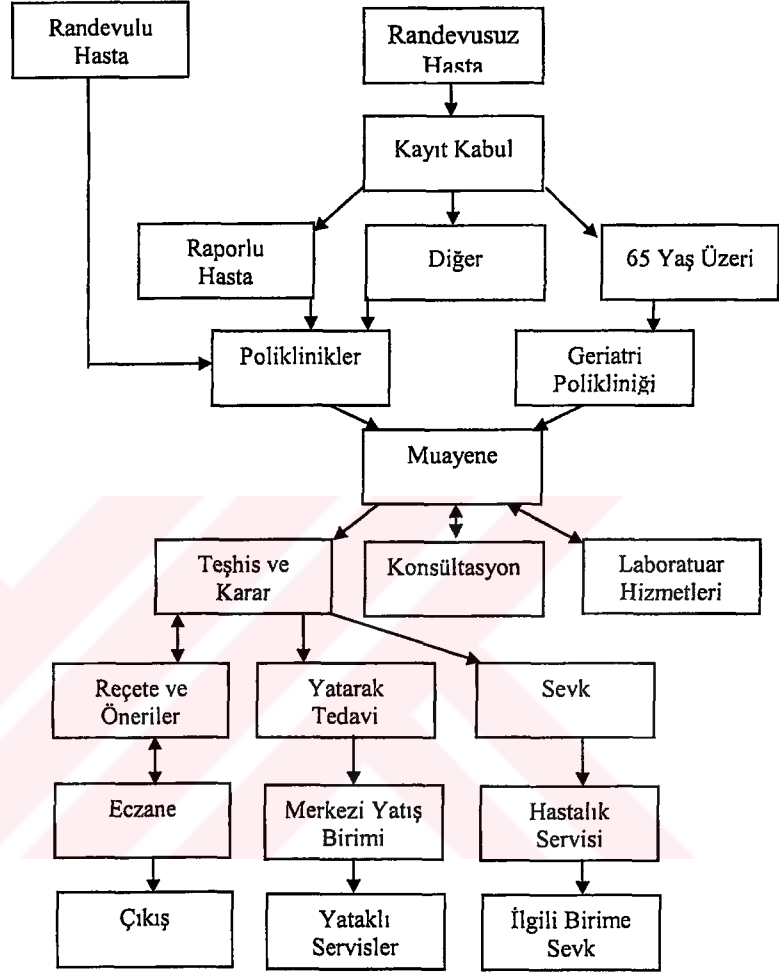 Randevulu
Hasta
Randevusuz
Hasta
Kayıt Kabul
Raporlu
Hasta
Diğer
65 Yaş Üzeri
Poliklinikler
Geriatri
Polikliniği
Muayene
Teşhis ve
Karar
Konsültasyon
Laboratuar
Hizmetleri
Reçete ve
Öneriler
Yatarak
Tedavi
Sevk
Eczane
Merkezi Yatış
Birimi
Hastalık
Servisi
Çıkış
Yataklı
Servisler
İlgili Birime
Sevk